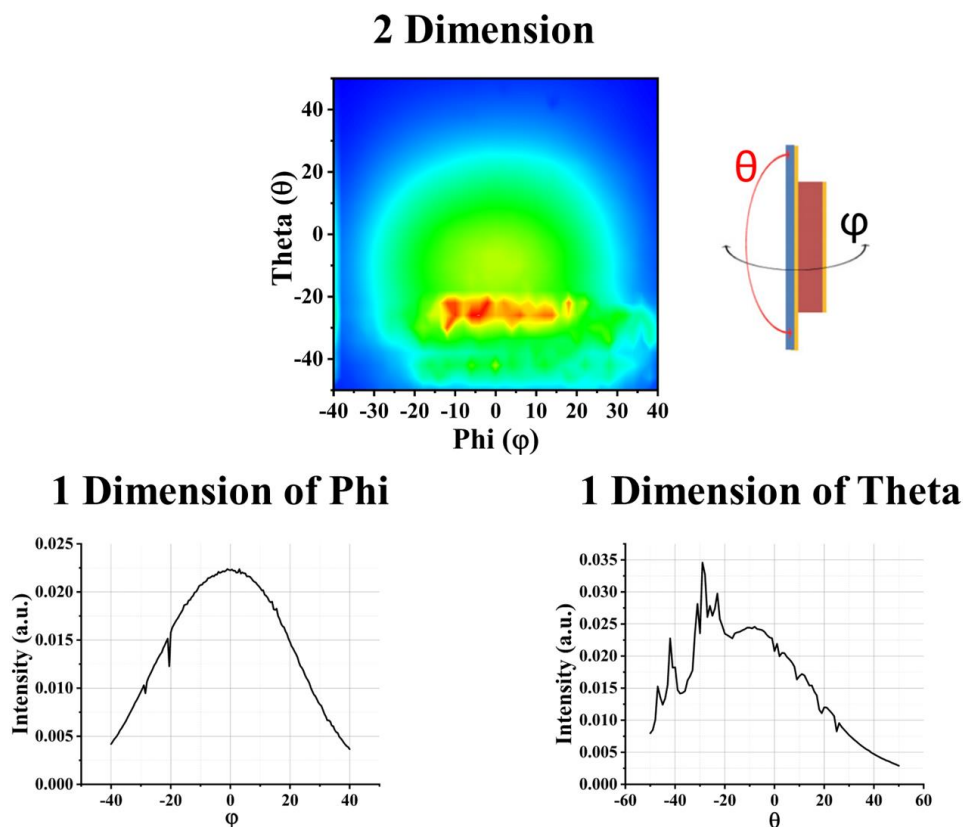 2 Dimension
Theta (θ)
40
20
0
-20
-40
-40 -30 -20 -10 0 10 20 30 40
Phi (φ)
θ
φ
1 Dimension of Phi
Intensity (a.u.)
0.025
0.020
0.015
0.010
0.005
0.000
-40 -20 0 20 40
φ
1 Dimension of Theta
Intensity (a.u.)
0.035
0.030
0.025
0.020
0.015
0.010
0.005
0.000
-60 -40 -20 0 20 40 60
θ